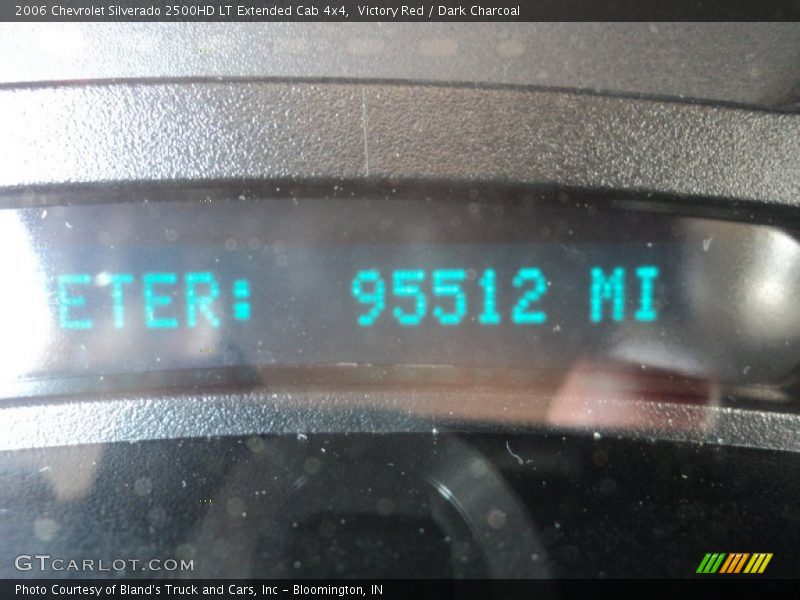 2006 Chevrolet Silverado 2500HD LT Extended Cab 4x4, Victory Red / Dark Charcoal
ETER: 95512 MI
GTCARLOT.COM
Photo Courtesy of Bland's Truck and Cars, Inc - Bloomington, IN